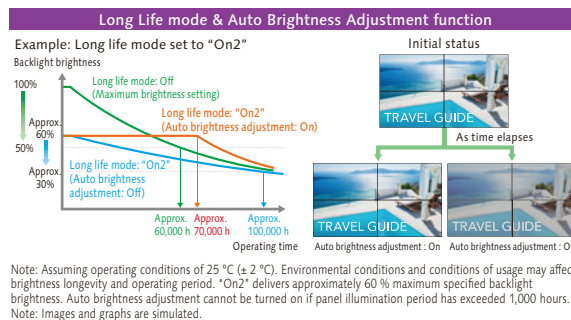 Long Life mode & Auto Brightness Adjustment function
Example: Long life mode set to “On2”
Backlight brightness
100%
Approx.
60%
50%
Approx.
30%
Long life mode: Off
(Maximum brightness setting)
Long life mode: “On2”
(Auto brightness adjustment: On)
Long life mode: “On2”
(Auto brightness
adjustment: Off)
Approx.
60,000 h
Approx.
70,000 h
Approx.
100,000 h
Operating time
Initial status
TRAVEL GUIDE
As time elapses
TRAVEL GUIDE
TRAVEL GUIDE
Auto brightness adjustment : On
Auto brightness adjustment :
Note: Assuming operating conditions of 25 °C (± 2 °C). Environmental conditions and conditions of usage may affec
brightness longevity and operating period. “On2” delivers approximately 60 % maximum specified backlight
brightness. Auto brightness adjustment cannot be turned on if panel illumination period has exceeded 1,000 hours.
Note: Images and graphs are simulated.